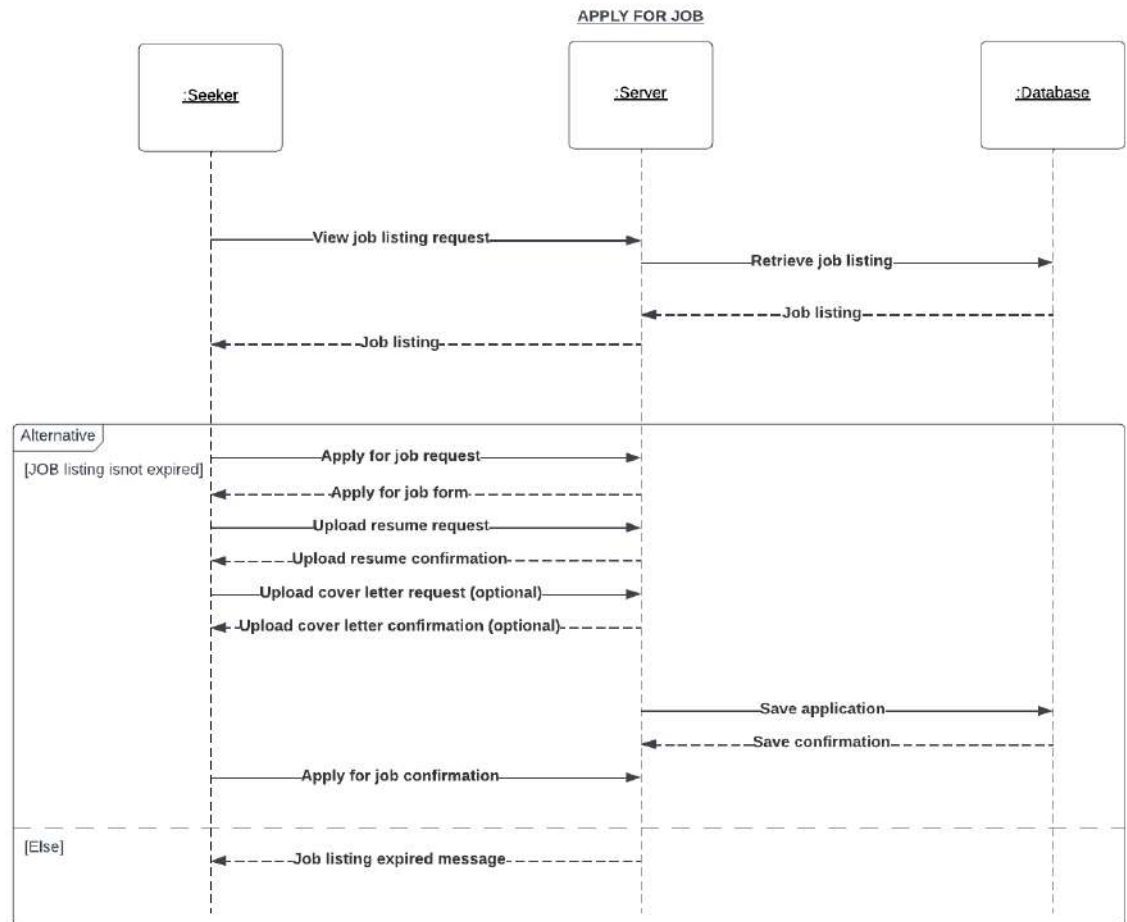 APPLY FOR JOB
:Seeker
:Server
:Database
View job listing request
Retrieve job listing
Job listing
Job listing
Alternative
[JOB listing isnot expired]
Apply for job request
Apply for job form
Upload resume request
Upload resume confirmation
Upload cover letter request (optional)
Upload cover letter confirmation (optional)
Save application
Save confirmation
Apply for job confirmation
[Else]
Job listing expired message